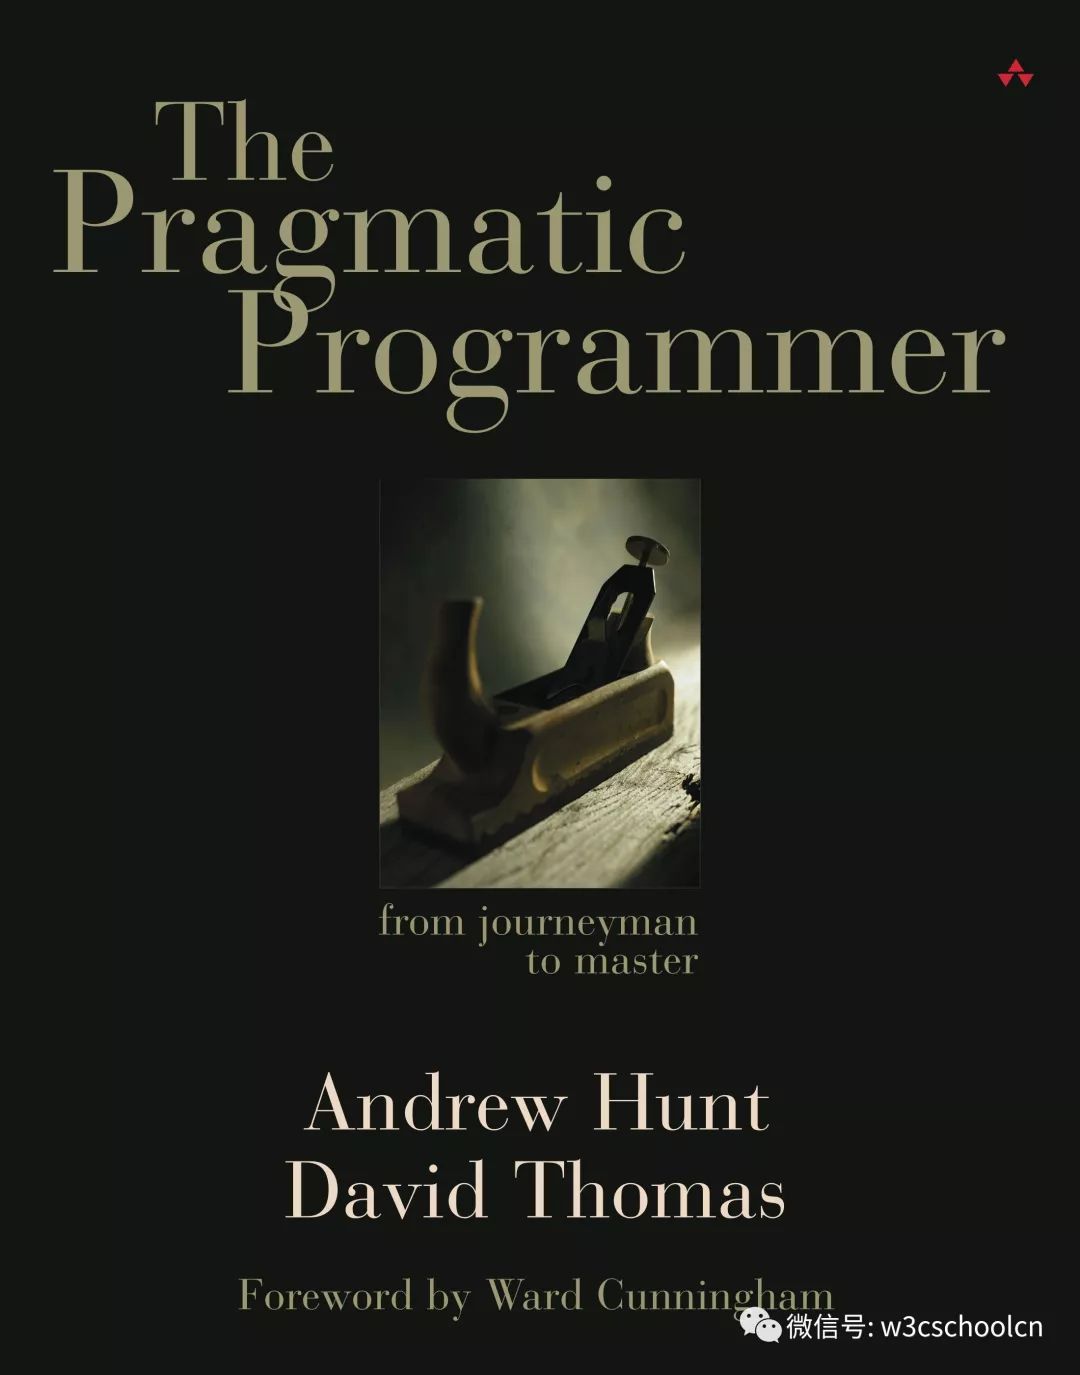 The
Pragmatic
Programmer
from journeyman
to master
Andrew Hunt
David Thomas
Foreword by Ward Cunningham
微信号: w3cschoolcn